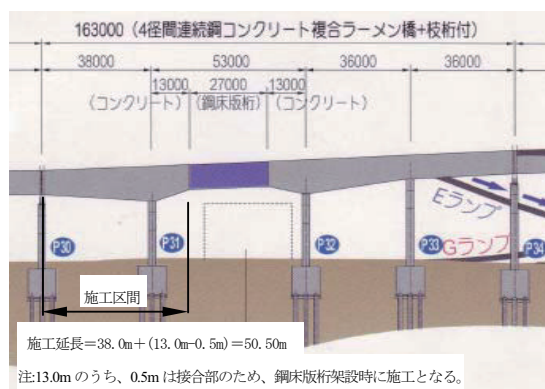 163000（4径間連続鋼コンクリート複合ラーメン橋+枝桁付）
38000 53000 36000 36000
13000 27000 13000
（コンクリート）（鋼床版桁）（コンクリート）
Eランプ
P30 P31 P32 P33 Gランプ P34
施工区間
施工延長＝38.0m＋(13.0m-0.5m)＝50.50m
注:13.0m のうち、0.5m は接合部のため、鋼床版桁架設時に施工となる。